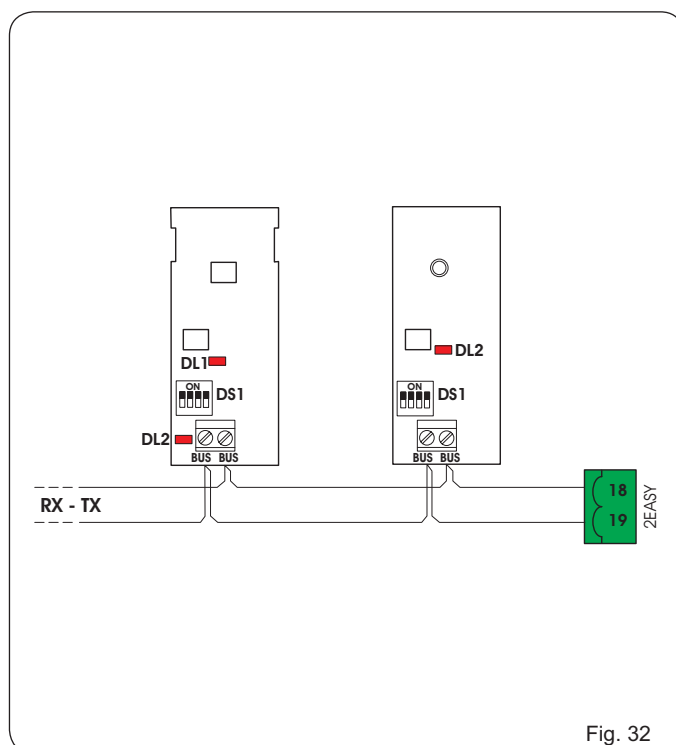 DL1
DL2
ON
DS1
ON
DS1
DL2
BUS BUS
BUS BUS
RX - TX
18
19
2EASY
Fig. 32